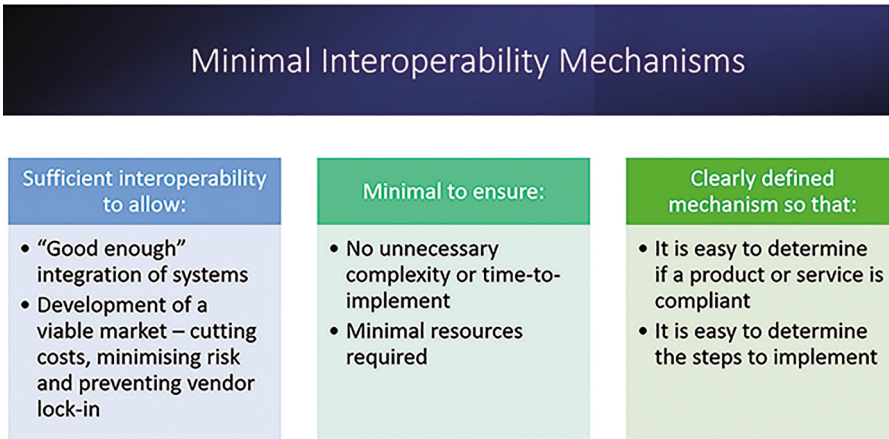 Minimal Interoperability Mechanisms
Sufficient interoperability
to allow:
• “Good enough”
integration of systems
• Development of a
viable market – cutting
costs, minimising risk
and preventing vendor
lock-in
Minimal to ensure:
• No unnecessary
complexity or time-to-
implement
• Minimal resources
required
Clearly defined
mechanism so that:
• It is easy to determine
if a product or service is
compliant
• It is easy to determine
the steps to implement